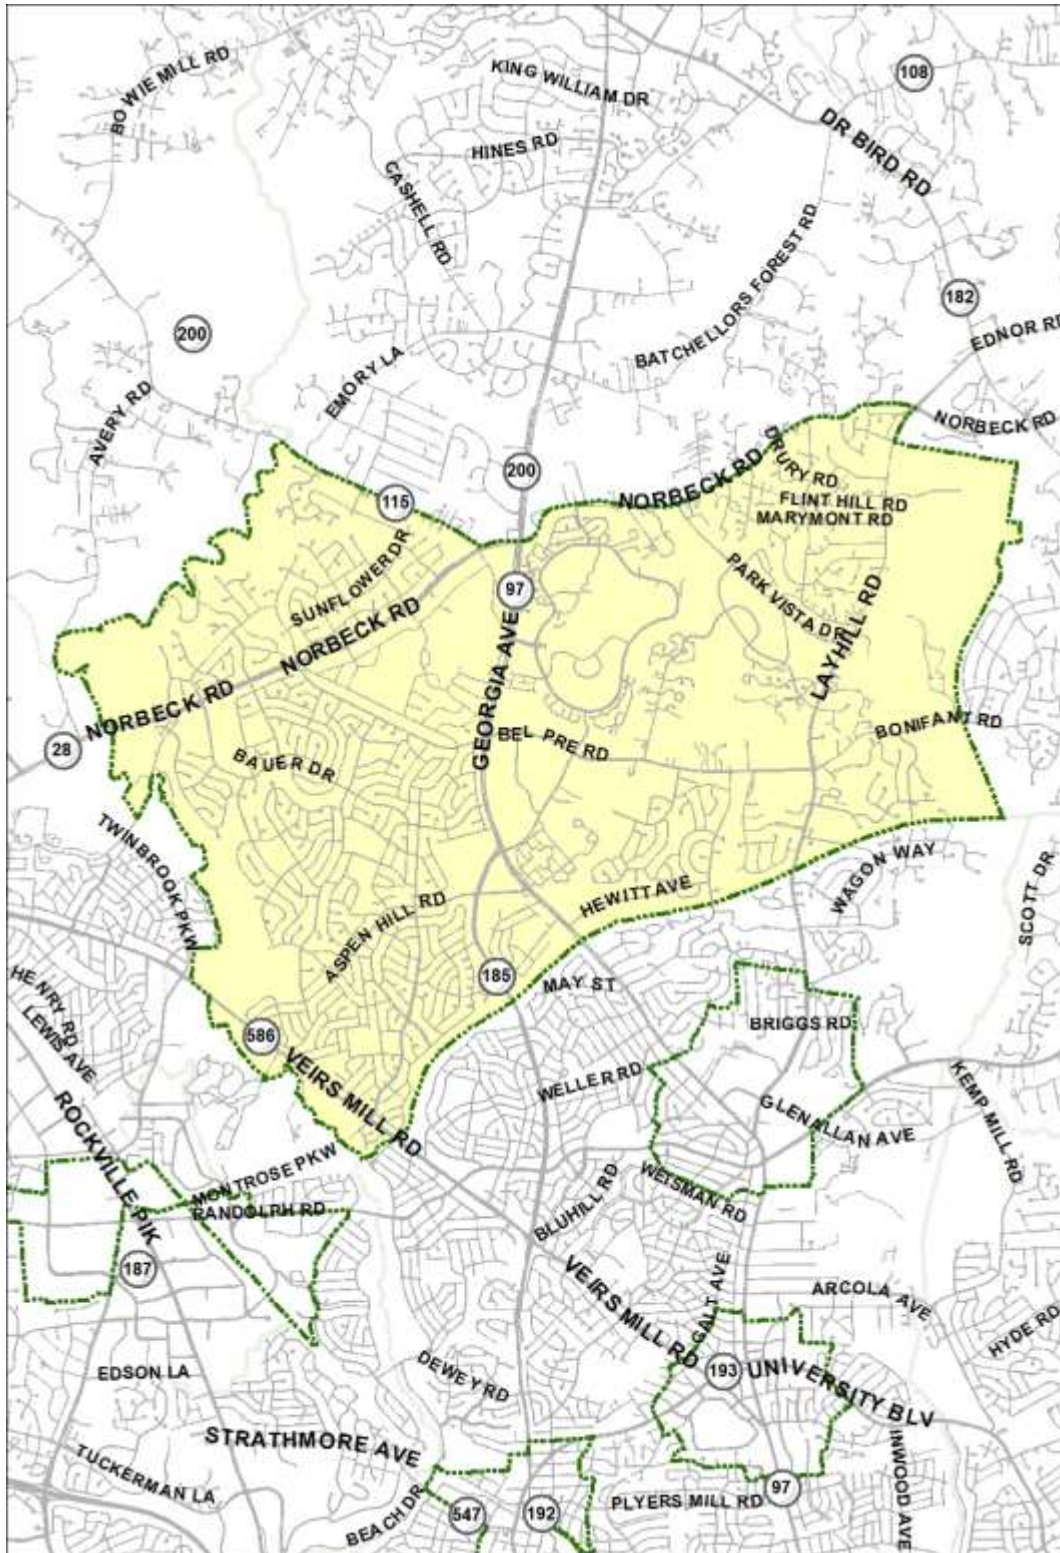 BOWIE MILL RD
KING WILLIAM DR
108
HINES RD
DR BIRD RD
CASHELL RD
BATCHELLORS FOREST RD
182
EDNOR RD
200
EMORY LA
AVERY RD
NORBECK RD
DRURY RD
200
NORBECK RD
115
FLINT HILL RD
MARYMONT RD
SUNFLOWER DR
97
PARK VISTA DR
NORBECK RD
LAYHILL RD
GEORGIA AVE
NORBECK RD
BONIFANT RD
28
BEL PRE RD
BAUER DR
TWINBROOK PKW
WAGON WAY
HEWITT AVE
ASPEN HILL RD
SCOTT DR
185
MAY ST
HENRY RD
LEWIS AVE
586
BRIGGS RD
VEIRS MILL RD
WELLER RD
KEMP MILL RD
ROCKVILLE PIK
GLENALLAN AVE
MONTROSE PKW
WEISMAN RD
RANDOLPH RD
BLUHILL RD
187
VEIRS MILL RD
GALT AVE
ARCOLA AVE
HYDE RD
EDSON LA
DEWEY RD
193
UNIVERSITY BLV
STRATHMORE AVE
TUCKERMAN LA
INWOOD AVE
BEACH DR
547
192
PLYERS MILL RD
97